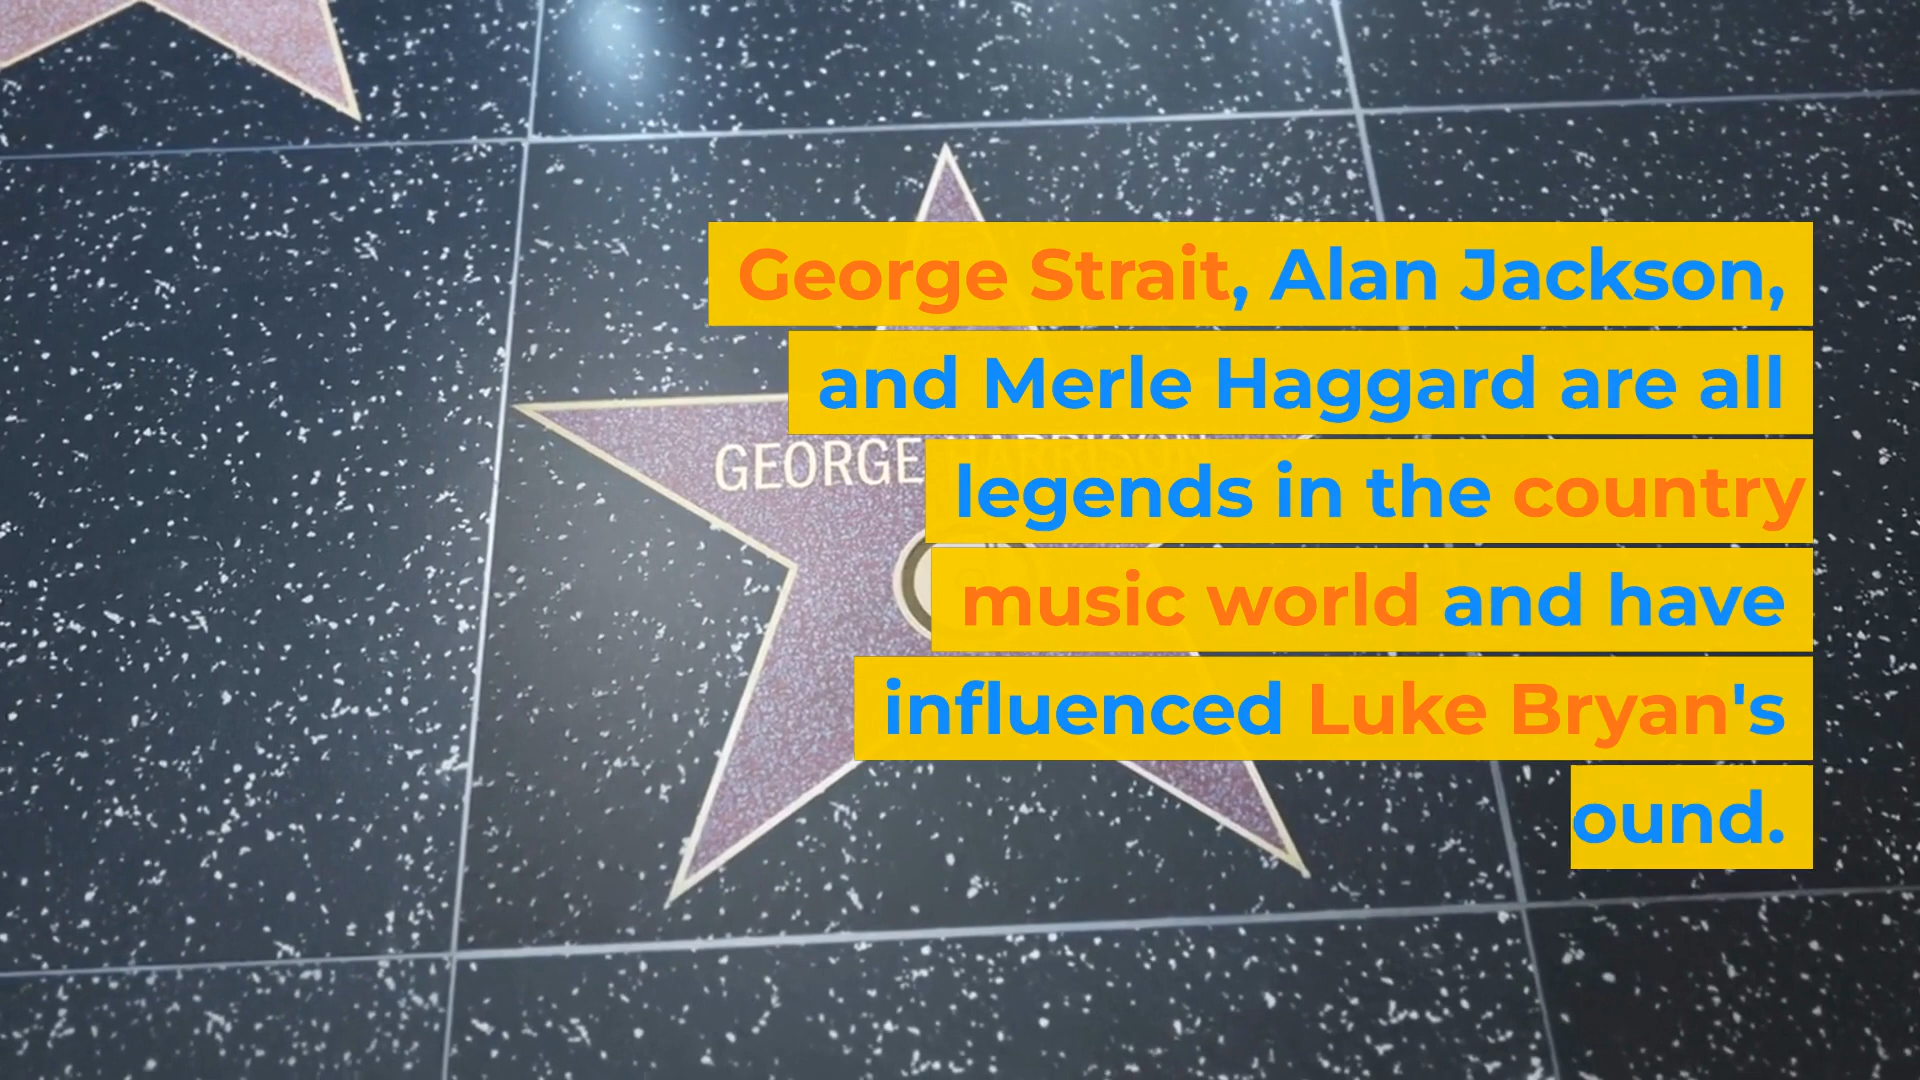 George Strait, Alan Jackson,
and Merle Haggard are all
legends in the country
music world and have
influenced Luke Bryan's
ound.
GEORGE HARRISON